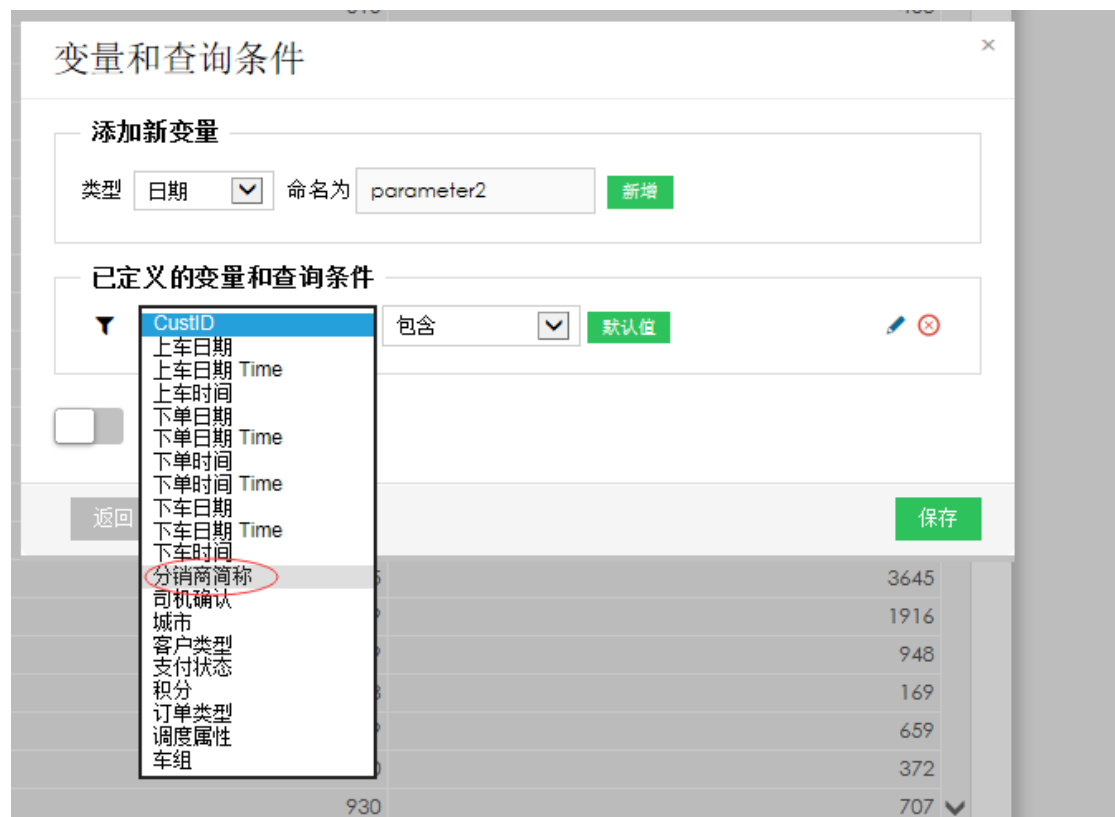 变量和查询条件
×
添加新变量
类型 日期 命名为 parameter2 新增
已定义的变量和查询条件
CustID 包含 默认值
上车日期
上车日期 Time
上车时间
下单日期
下单日期 Time
下单时间
下单时间 Time
下车日期
下车日期 Time
下车时间
分销商简称
司机确认
城市
客户类型
支付状态
积分
订单类型
调度属性
车组
返回 保存
3645
1916
948
169
659
372
930 707